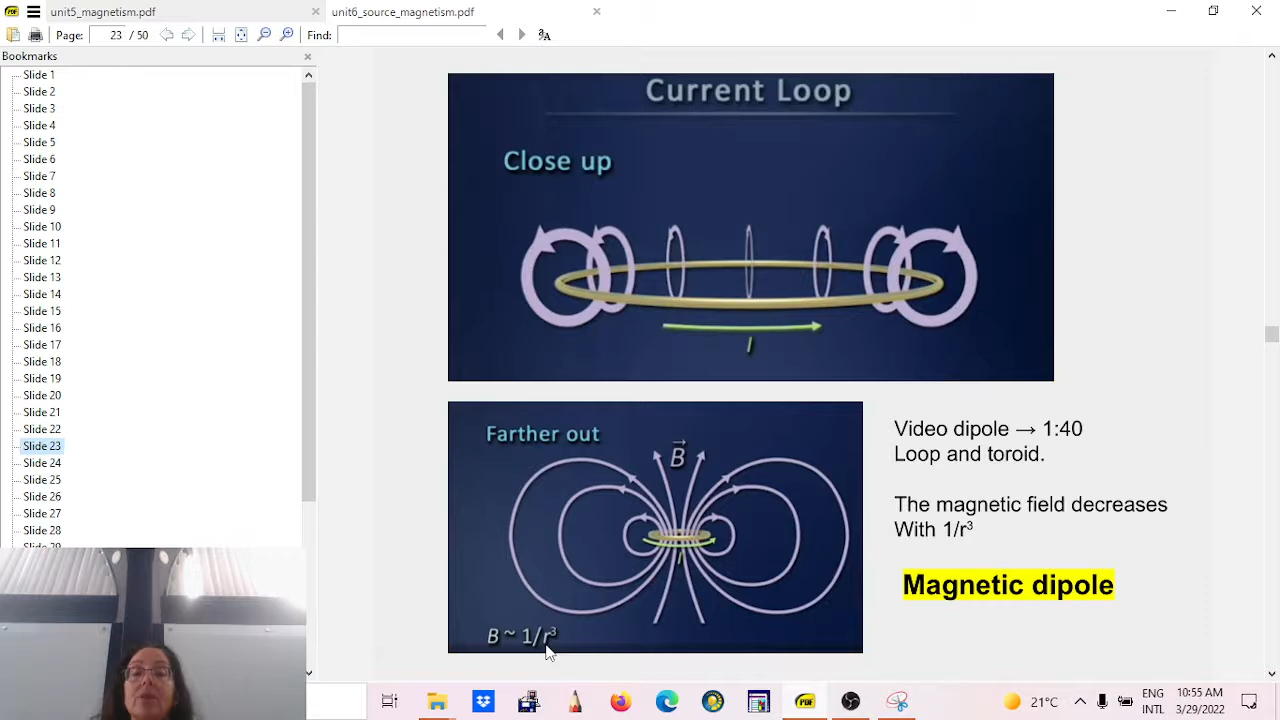 unit5_magnetism.pdf
unit6_source_magnetism.pdf
Page:
23 / 50
Find:
Bookmarks
Slide 1
Slide 2
Slide 3
Slide 4
Slide 5
Slide 6
Slide 7
Slide 8
Slide 9
Slide 10
Slide 11
Slide 12
Slide 13
Slide 14
Slide 15
Slide 16
Slide 17
Slide 18
Slide 19
Slide 20
Slide 21
Slide 22
Slide 23
Slide 24
Slide 25
Slide 26
Slide 27
Slide 28
Current Loop
Close up
I
Farther out
B⃗
I
B ~ 1/r³
Video dipole → 1:40
Loop and toroid.
The magnetic field decreases
With 1/r³
Magnetic dipole
21°C
ENG
INTL
10:55 AM
3/29/2022